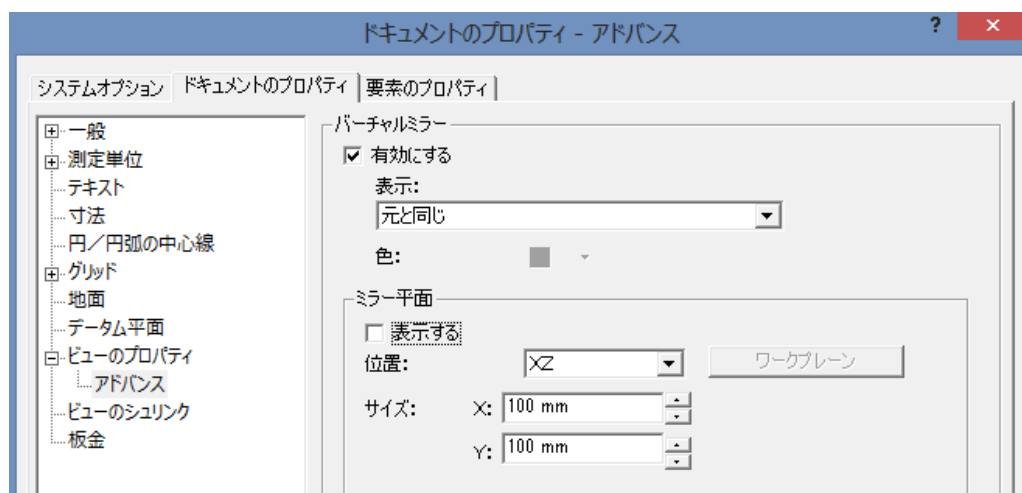 ドキュメントのプロパティ - アドバンス
?
×
システムオプション ドキュメントのプロパティ 要素のプロパティ
一般
測定単位
テキスト
寸法
円／円弧の中心線
グリッド
地面
データム平面
ビューのプロパティ
アドバンス
ビューのシュリンク
板金
バーチャルミラー
有効にする
表示:
元と同じ
色:
ミラー平面
表示する
位置: XZ ワークプレーン
サイズ: X: 100 mm
Y: 100 mm